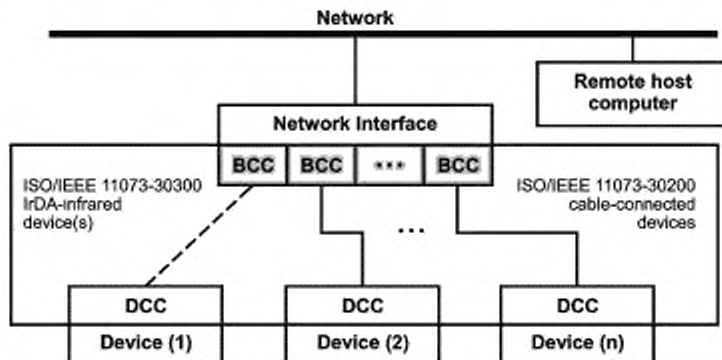 Network
Remote host
computer
Network Interface
BCC BCC *** BCC
ISO/IEEE 11073-30300
IrDA-infrared
device(s)
ISO/IEEE 11073-30200
cable-connected
devices
...
DCC DCC DCC
Device (1) Device (2) Device (n)